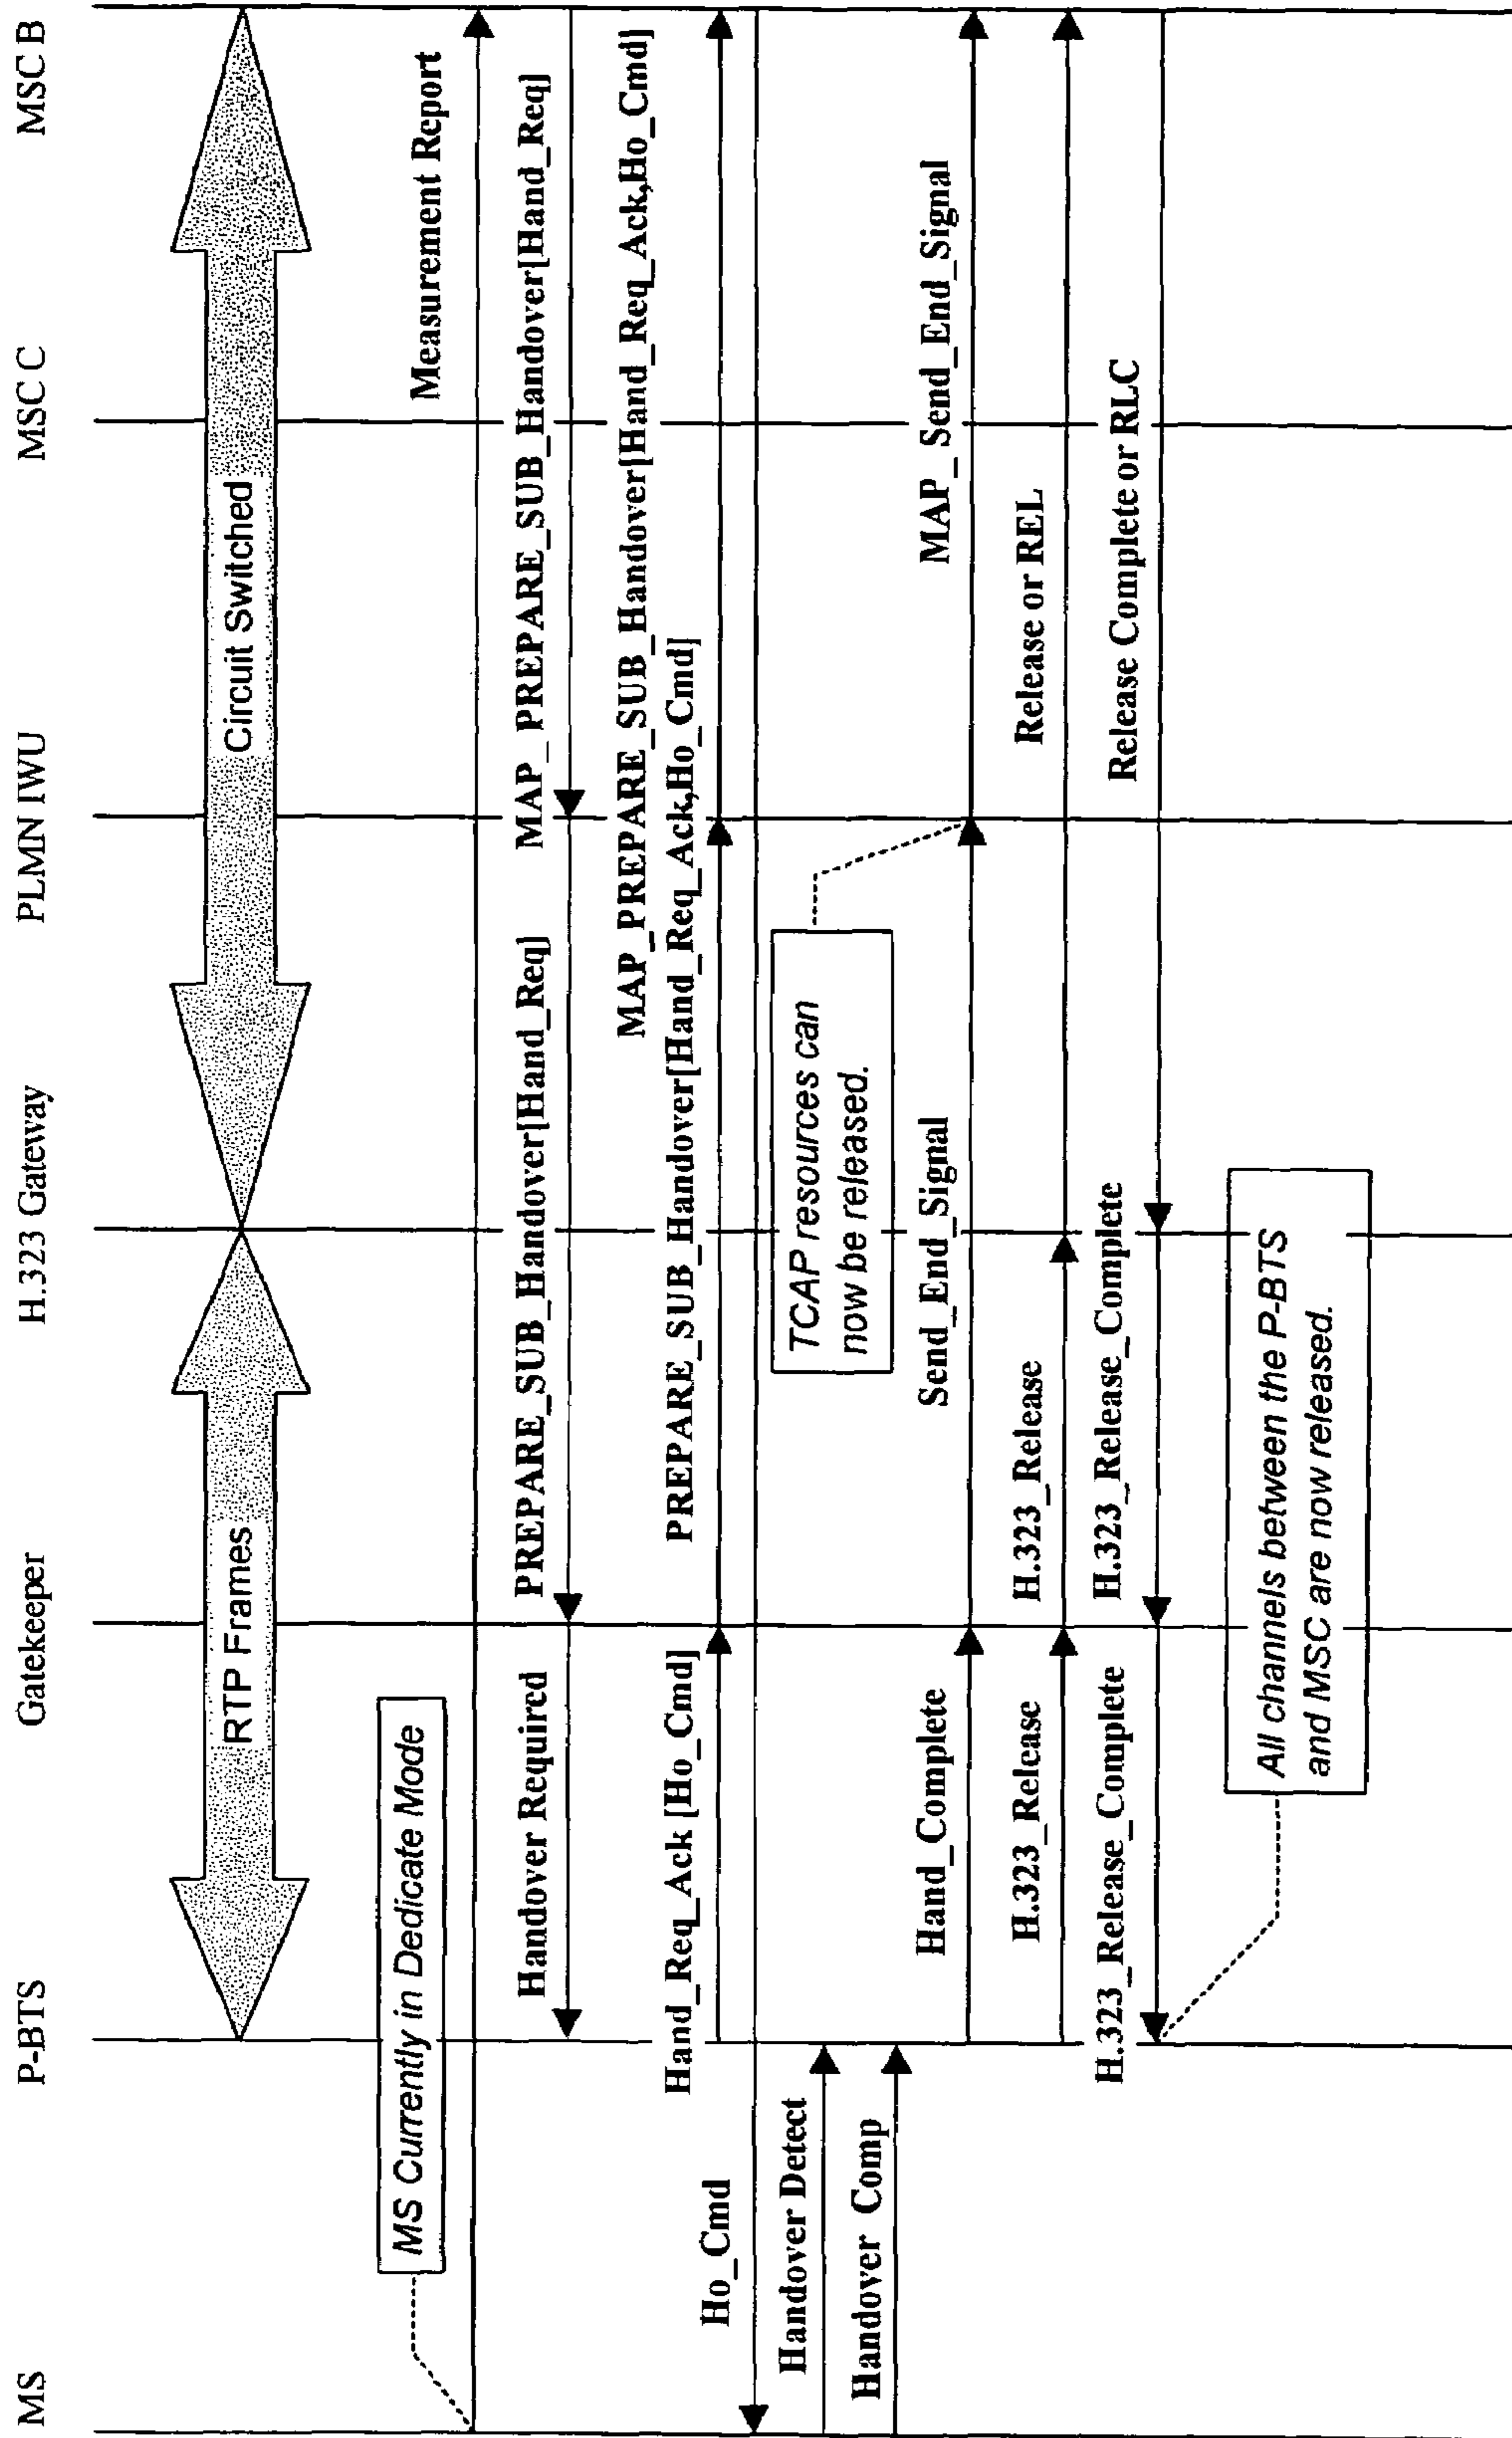 MS
P-BTS
Gatekeeper
H.323 Gateway
PLMN IWU
MSC C
MSC B
RTP Frames
Circuit Switched
MS Currently in Dedicate Mode
Measurement Report
Handover Required
PREPARE_SUB_Handover[Hand_Req]
MAP_PREPARE_SUB_Handover[Hand_Req]
MAP_PREPARE_SUB_Handover[Hand_Req_Ack,Ho_Cmd]
Hand_Req_Ack [Ho_Cmd]
PREPARE_SUB_Handover[Hand_Req_Ack,Ho_Cmd]
Ho_Cmd
Handover Detect
TCAP resources can
now be released.
Handover Comp
Hand_Complete
Send_End_Signal
MAP_Send_End_Signal
H.323_Release
H.323_Release
Release or REL
H.323_Release_Complete
H.323_Release_Complete
Release Complete or RLC
All channels between the P-BTS
and MSC are now released.